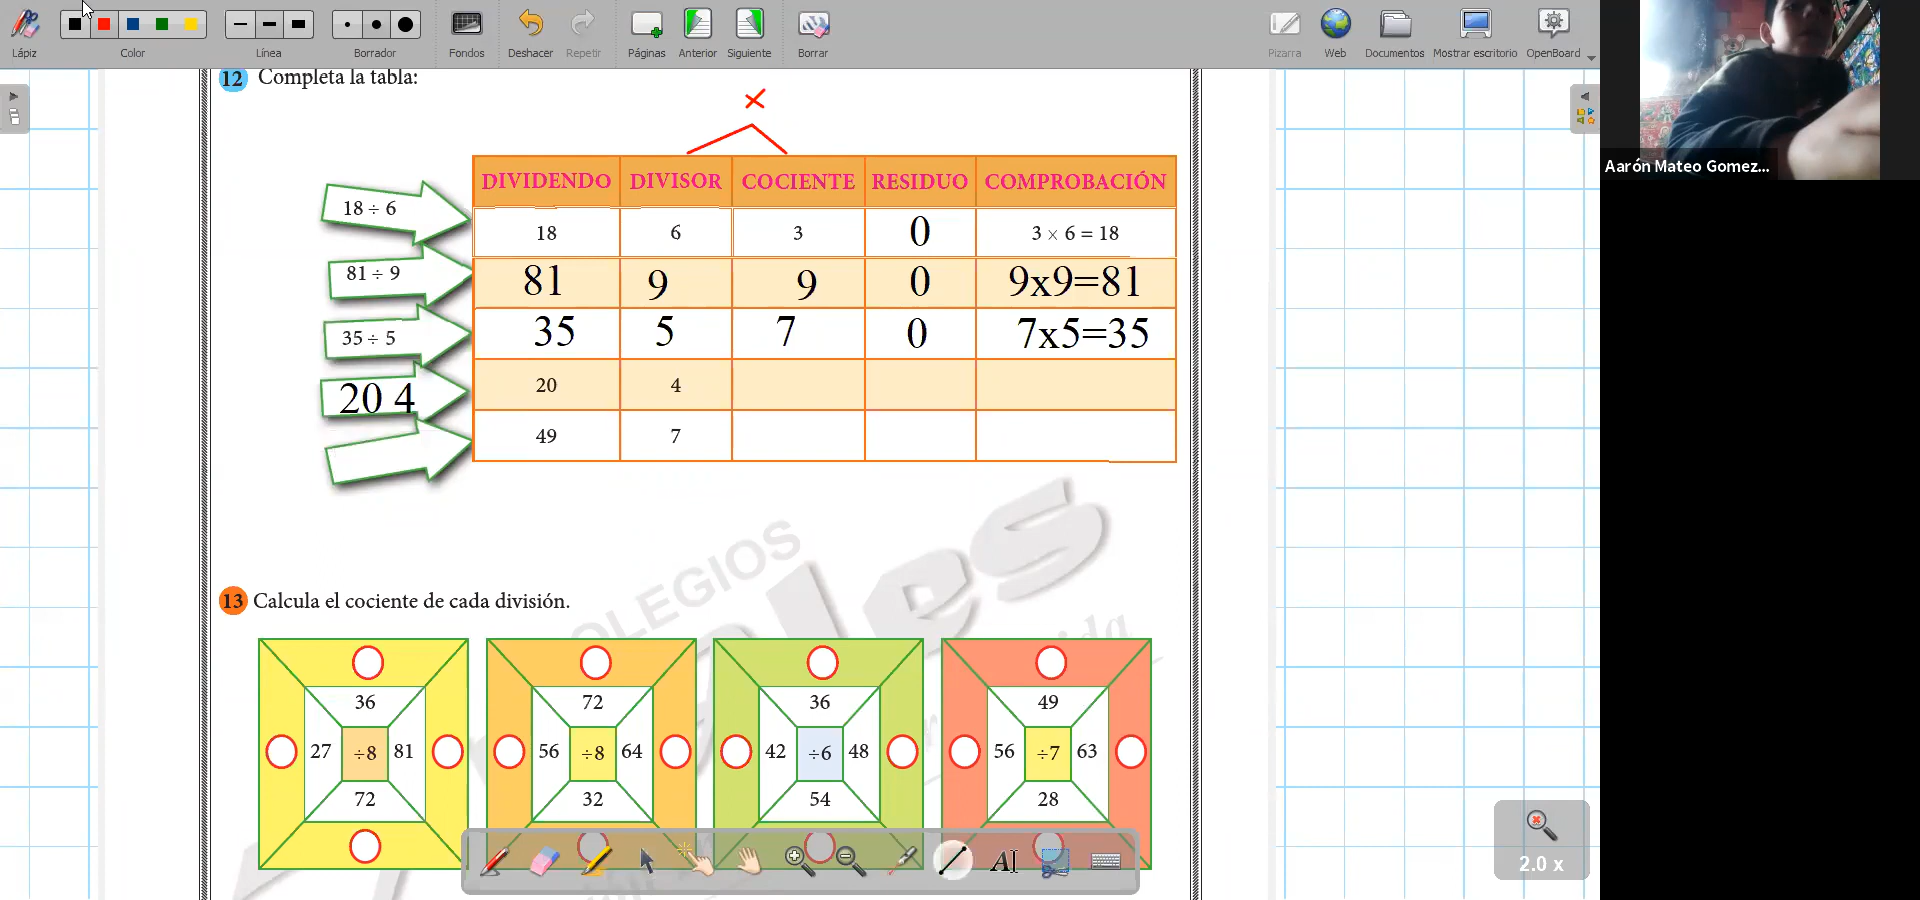 Lápiz Color Línea Borrador Fondos Deshacer Repetir Páginas Anterior Siguiente Borrar Pizarra Web Documentos Mostrar escritorio OpenBoard
12 Completa la tabla:
×
Aarón Mateo Gomez...
DIVIDENDO DIVISOR COCIENTE RESIDUO COMPROBACIÓN
18 ÷ 6 18 6 3 0 3 × 6 = 18
81 ÷ 9 81 9 9 0 9x9=81
35 ÷ 5 35 5 7 0 7x5=35
20 4 20 4
49 7
COLEGIOS
13 Calcula el cociente de cada división.
36 72 36 49
27 ÷8 81 56 ÷8 64 42 ÷6 48 56 ÷7 63
72 32 54 28
2.0 x